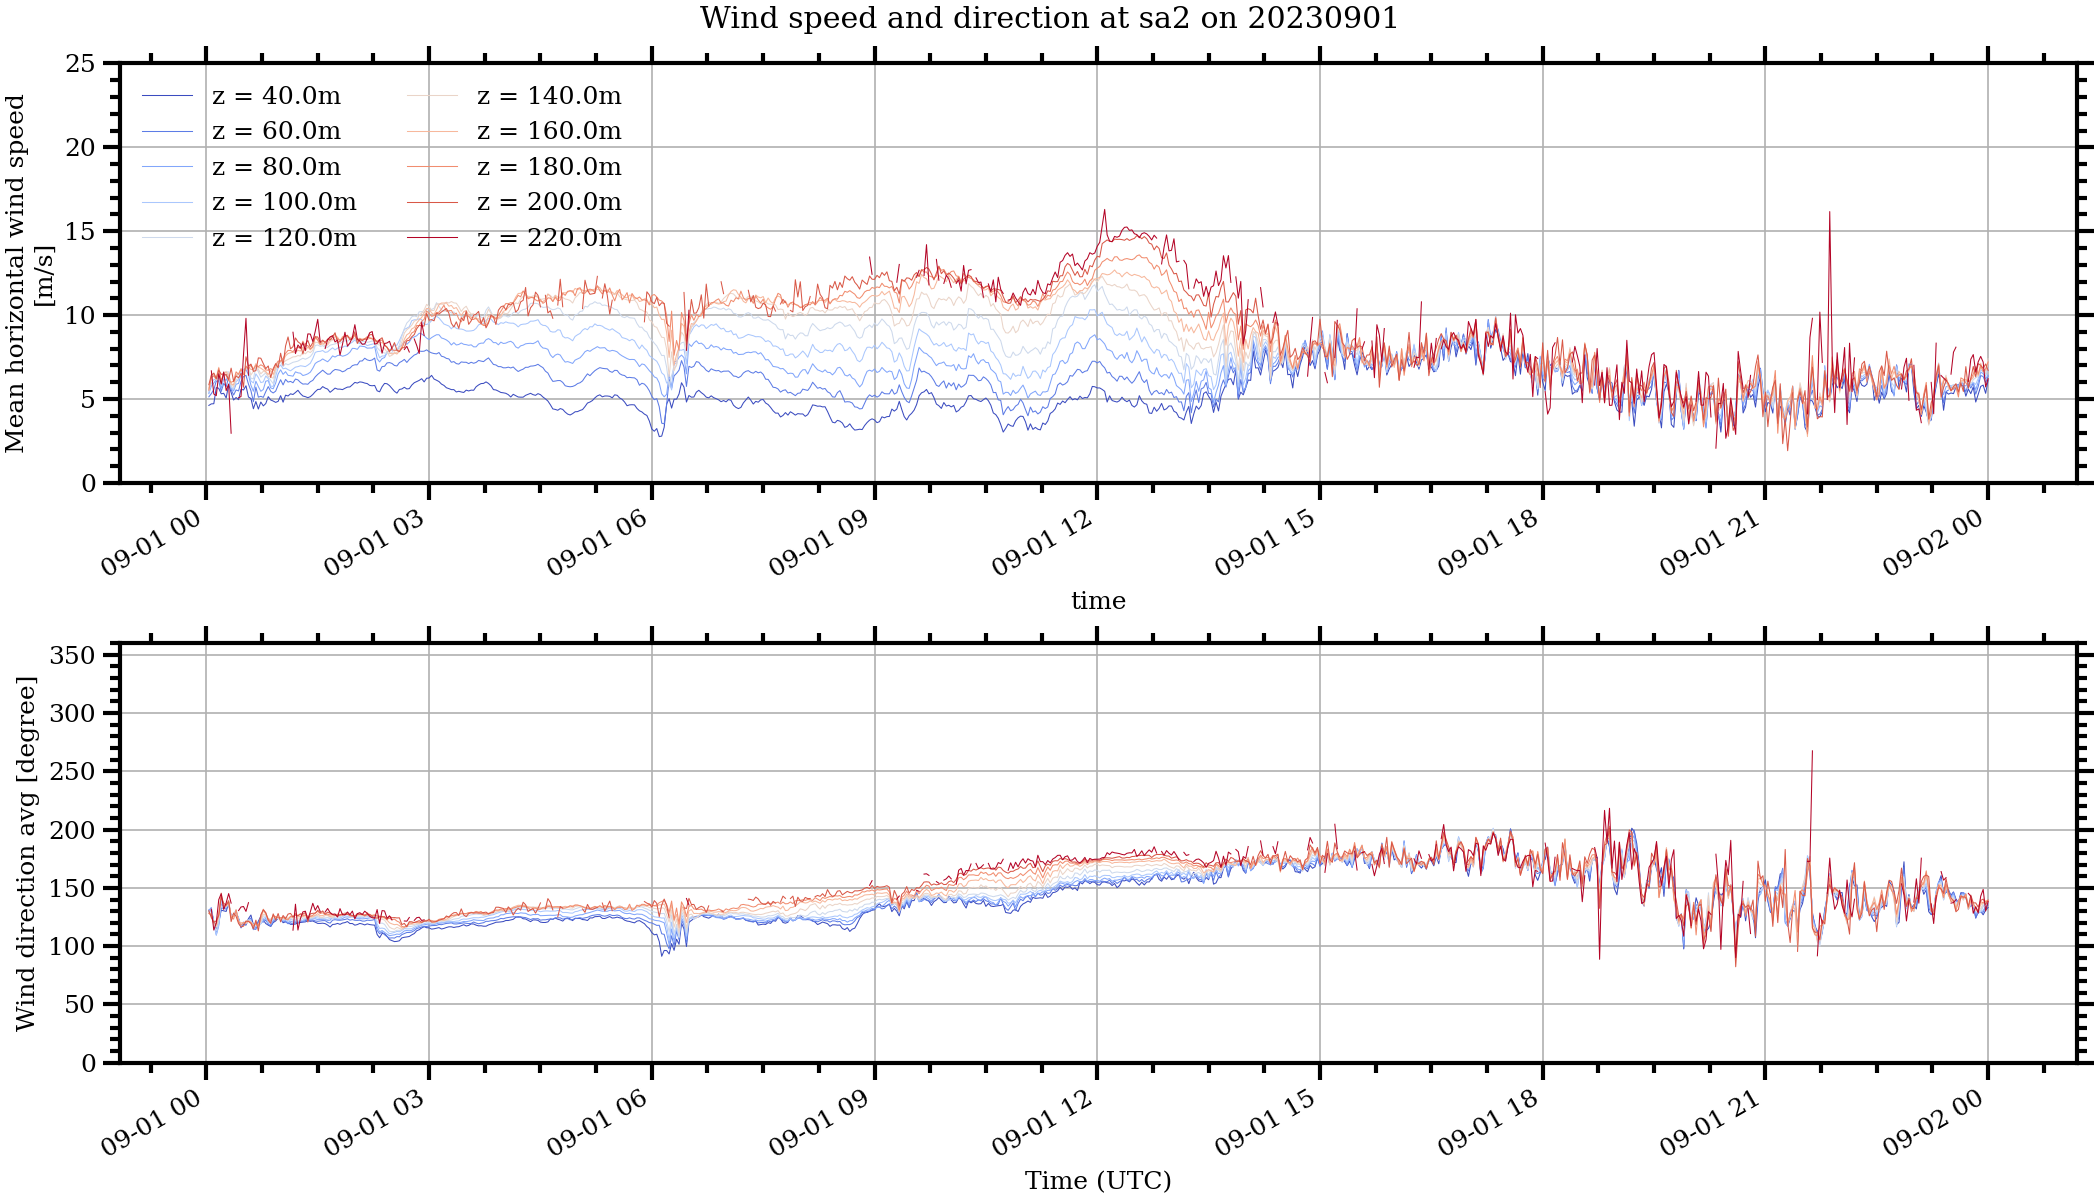 Wind speed and direction at sa2 on 20230901
Mean horizontal wind speed
[m/s]
25
20
15
10
5
0
z = 40.0m
z = 60.0m
z = 80.0m
z = 100.0m
z = 120.0m
z = 140.0m
z = 160.0m
z = 180.0m
z = 200.0m
z = 220.0m
09-01 00
09-01 03
09-01 06
09-01 09
09-01 12
09-01 15
09-01 18
09-01 21
09-02 00
time
Wind direction avg [degree]
350
300
250
200
150
100
50
0
09-01 00
09-01 03
09-01 06
09-01 09
09-01 12
09-01 15
09-01 18
09-01 21
09-02 00
Time (UTC)